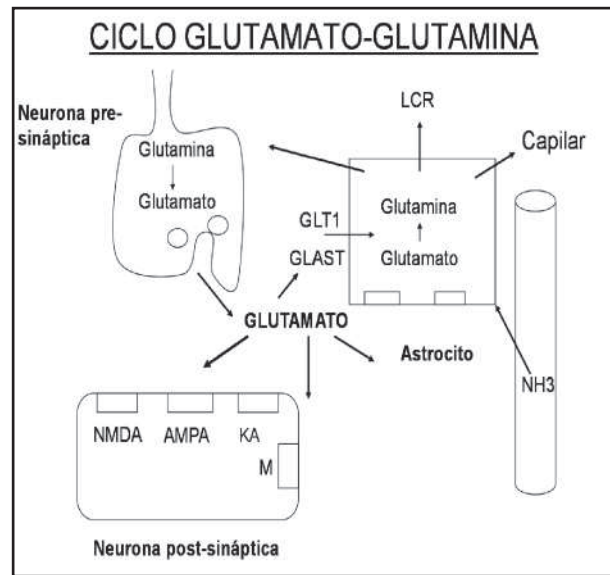 CICLO GLUTAMATO-GLUTAMINA
Neurona pre-
sináptica
Glutamina
Glutamato
LCR
Capilar
GLT1
GLAST
Glutamina
Glutamato
GLUTAMATO
Astrocito
NH3
NMDA
AMPA
KA
M
Neurona post-sináptica